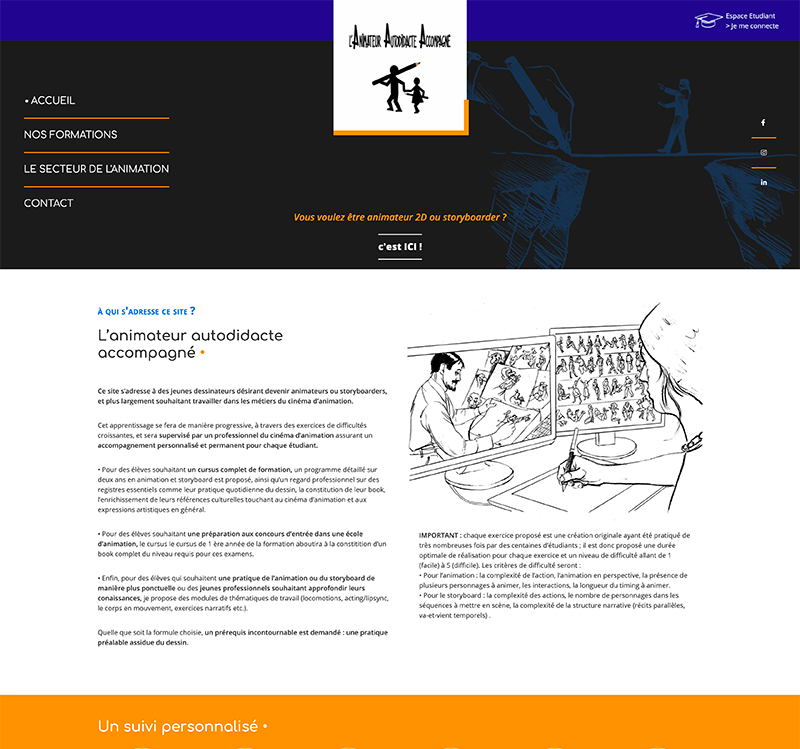 Espace Etudiant
> Je me connecte
L'ANIMATEUR AUTODIDACTE ACCOMPAGNÉ
• ACCUEIL
NOS FORMATIONS
LE SECTEUR DE L'ANIMATION
CONTACT
Vous voulez être animateur 2D ou storyboarder ?
c'est ICI !
À QUI S'ADRESSE CE SITE ?
L'animateur autodidacte
accompagné •
Ce site s'adresse à des jeunes dessinateurs désirant devenir animateurs ou storyboarders,
et plus largement souhaitant travailler dans les métiers du cinéma d'animation.
Cet apprentissage se fera de manière progressive, à travers des exercices de difficultés
croissantes, et sera supervisé par un professionnel du cinéma d'animation assurant un
accompagnement personnalisé et permanent pour chaque étudiant.
• Pour des élèves souhaitant un cursus complet de formation, un programme détaillé sur
deux ans en animation et storyboard est proposé, ainsi qu'un regard professionnel sur des
registres essentiels comme leur pratique quotidienne du dessin, la constitution de leur book,
l'enrichissement de leurs références culturelles touchant au cinéma d'animation et aux
expressions artistiques en général.
• Pour des élèves souhaitant une préparation aux concours d'entrée dans une école
d'animation, le cursus le cursus de 1 ère année de la formation aboutira à la constitition d'un
book complet du niveau requis pour ces examens.
• Enfin, pour des élèves qui souhaitent une pratique de l'animation ou du storyboard de
manière plus ponctuelle ou des jeunes professionnels souhaitant approfondir leurs
conaissances, je propose des modules de thématiques de travail (locomotions, acting/lipsync,
le corps en mouvement, exercices narratifs etc.).
Quelle que soit la formule choisie, un prérequis incontournable est demandé : une pratique
préalable assidue du dessin.
IMPORTANT : chaque exercice proposé est un création originale ayant été pratiqué de
très nombreuses fois par des centaines d'étudiants ; il est donc proposé une durée
optimale de réalisation pour chaque exercice et un niveau de difficulté allant de 1
(facile) à 5 (difficile). Les critères de difficulté seront :
• Pour l'animation : la complexité de l'action, l'animation en perspective, la présence de
plusieurs personnages à animer, les interactions, la longueur du timing à animer.
• Pour le storyboard : la complexité des actions, le nombre de personnages dans les
séquences à mettre en scène, la complexité de la structure narrative (récits parallèles,
va-et-vient temporels) .
Un suivi personnalisé •